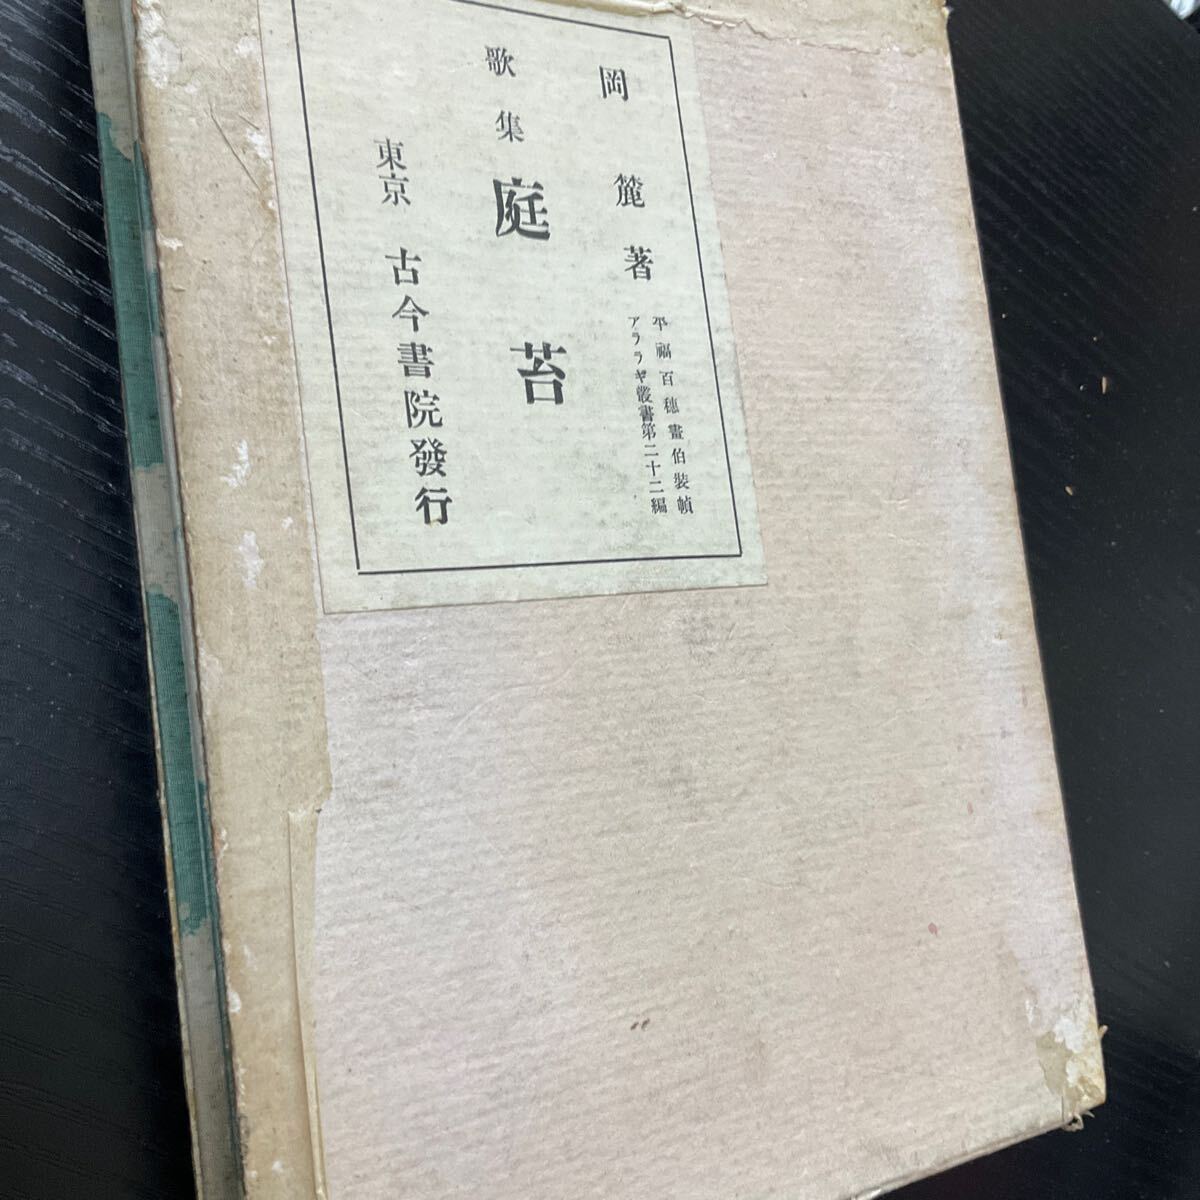 岡麓著
平福百穂畫伯裝幀
アララギ叢書第二十二編
歌集 庭苔
東京 古今書院發行